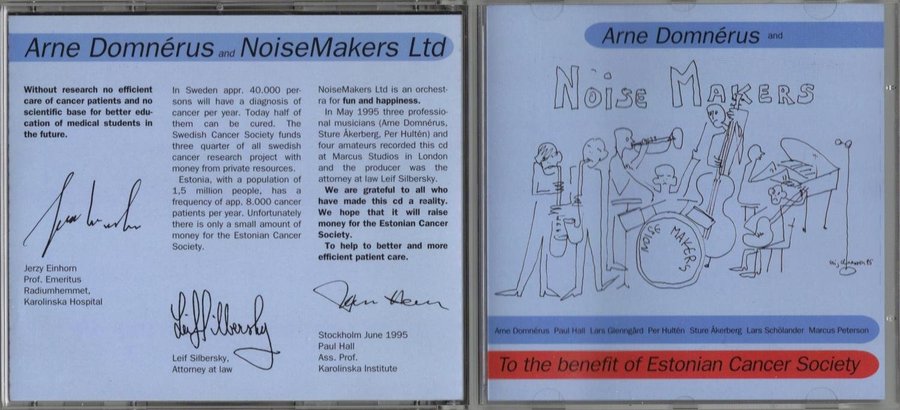 Arne Domnérus and NoiseMakers Ltd
Without research no efficient
care of cancer patients and no
scientific base for better edu-
cation of medical students in
the future.
Jerzy Einhorn
Prof. Emeritus
Radiumhemmet,
Karolinska Hospital
In Sweden appr. 40.000 per-
sons will have a diagnosis of
cancer per year. Today half of
them can be cured. The
Swedish Cancer Society funds
three quarter of all swedish
cancer research project with
money from private resources.
Estonia, with a population of
1,5 million people, has a
frequency of app. 8.000 cancer
patients per year. Unfortunately
there is only a small amount of
money for the Estonian Cancer
Society.
Leif Silbersky
Leif Silbersky,
Attorney at law
NoiseMakers Ltd is an orchest-
ra for fun and happiness.
In May 1995 three professio-
nal musicians (Arne Domnérus,
Sture Åkerberg, Per Hultén) and
four amateurs recorded this cd
at Marcus Studios in London
and the producer was the
attorney at law Leif Silbersky.
We are grateful to all who
have made this cd a reality.
We hope that it will raise
money for the Estonian Cancer
Society.
To help to better and more
efficient patient care.
Stockholm June 1995
Paul Hall
Ass. Prof.
Karolinska Institute
Arne Domnérus and
NÖISE MAKERS
NOISE MAKERS
Arne Domnérus Paul Hall Lars Glenngård Per Hultén Sture Åkerberg Lars Schölander Marcus Peterson
To the benefit of Estonian Cancer Society